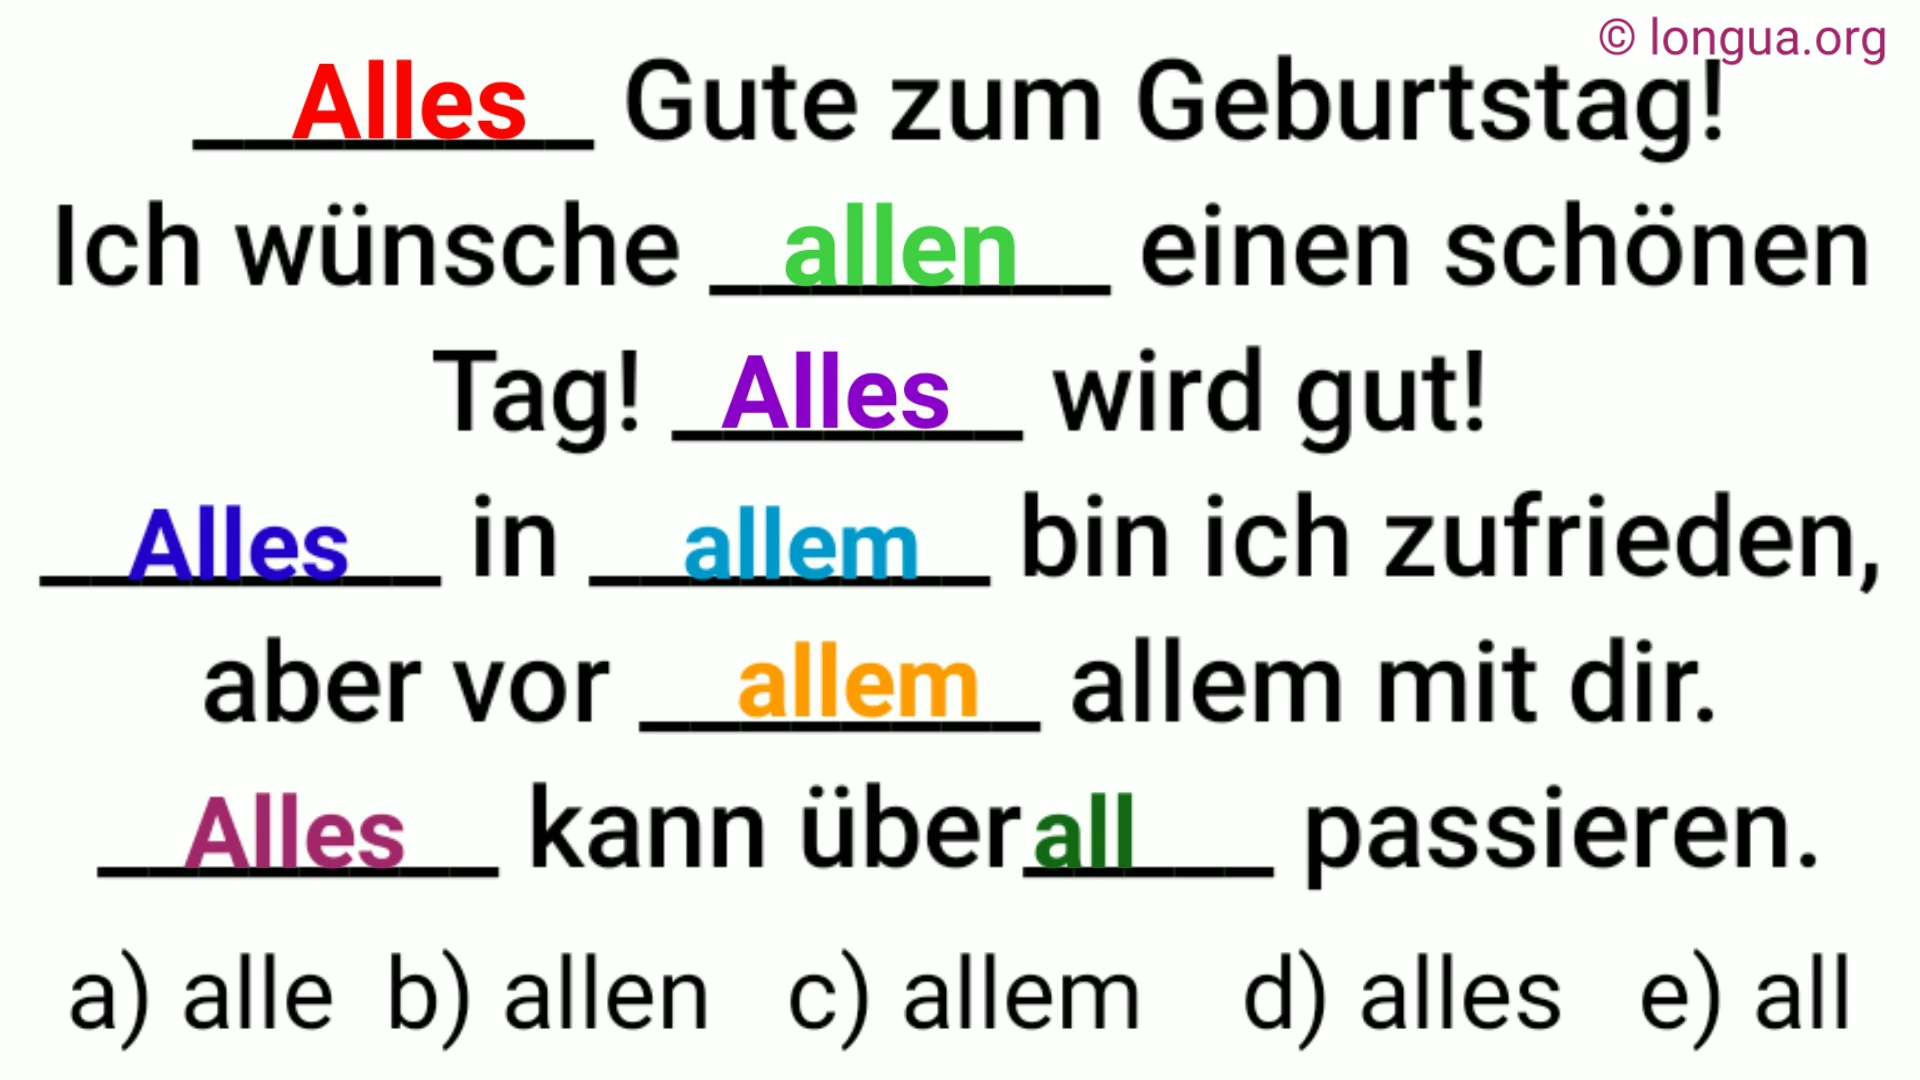 © longua.org
Alles Gute zum Geburtstag!
Ich wünsche allen einen schönen
Tag! Alles wird gut!
Alles in allem bin ich zufrieden,
aber vor allem allem mit dir.
Alles kann überall passieren.
a) alle b) allen c) allem d) alles e) all